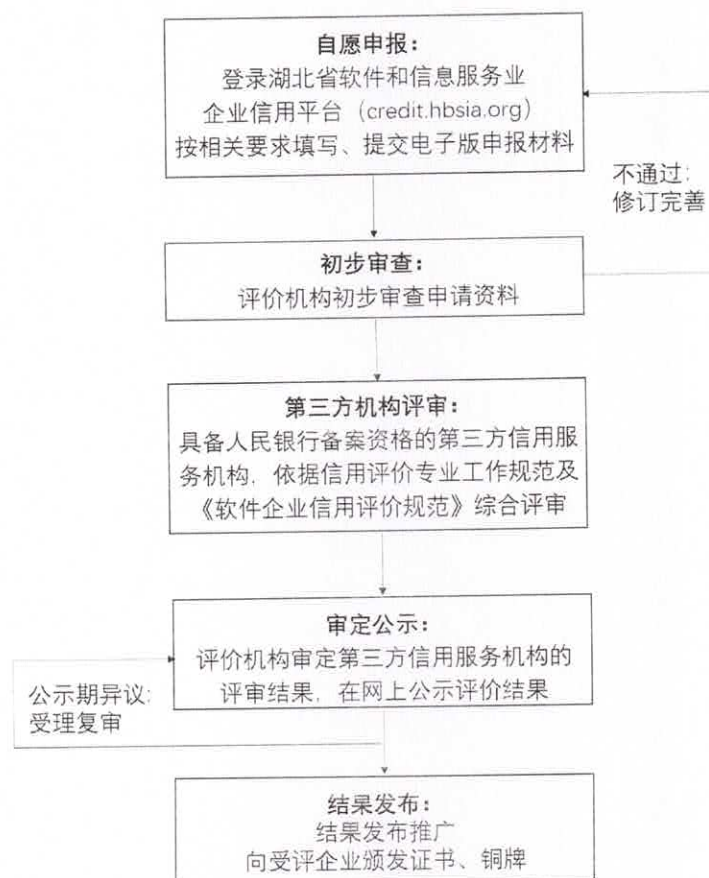 自愿申报：
登录湖北省软件和信息服务业
企业信用平台（credit.hbsia.org）
按相关要求填写、提交电子版申报材料
不通过：
修订完善
初步审查：
评价机构初步审查申请资料
第三方机构评审：
具备人民银行备案资格的第三方信用服
务机构，依据信用评价专业工作规范及
《软件企业信用评价规范》综合评审
审定公示：
评价机构审定第三方信用服务机构的
评审结果，在网上公示评价结果
公示期异议：
受理复审
结果发布：
结果发布推广
向受评企业颁发证书、铜牌